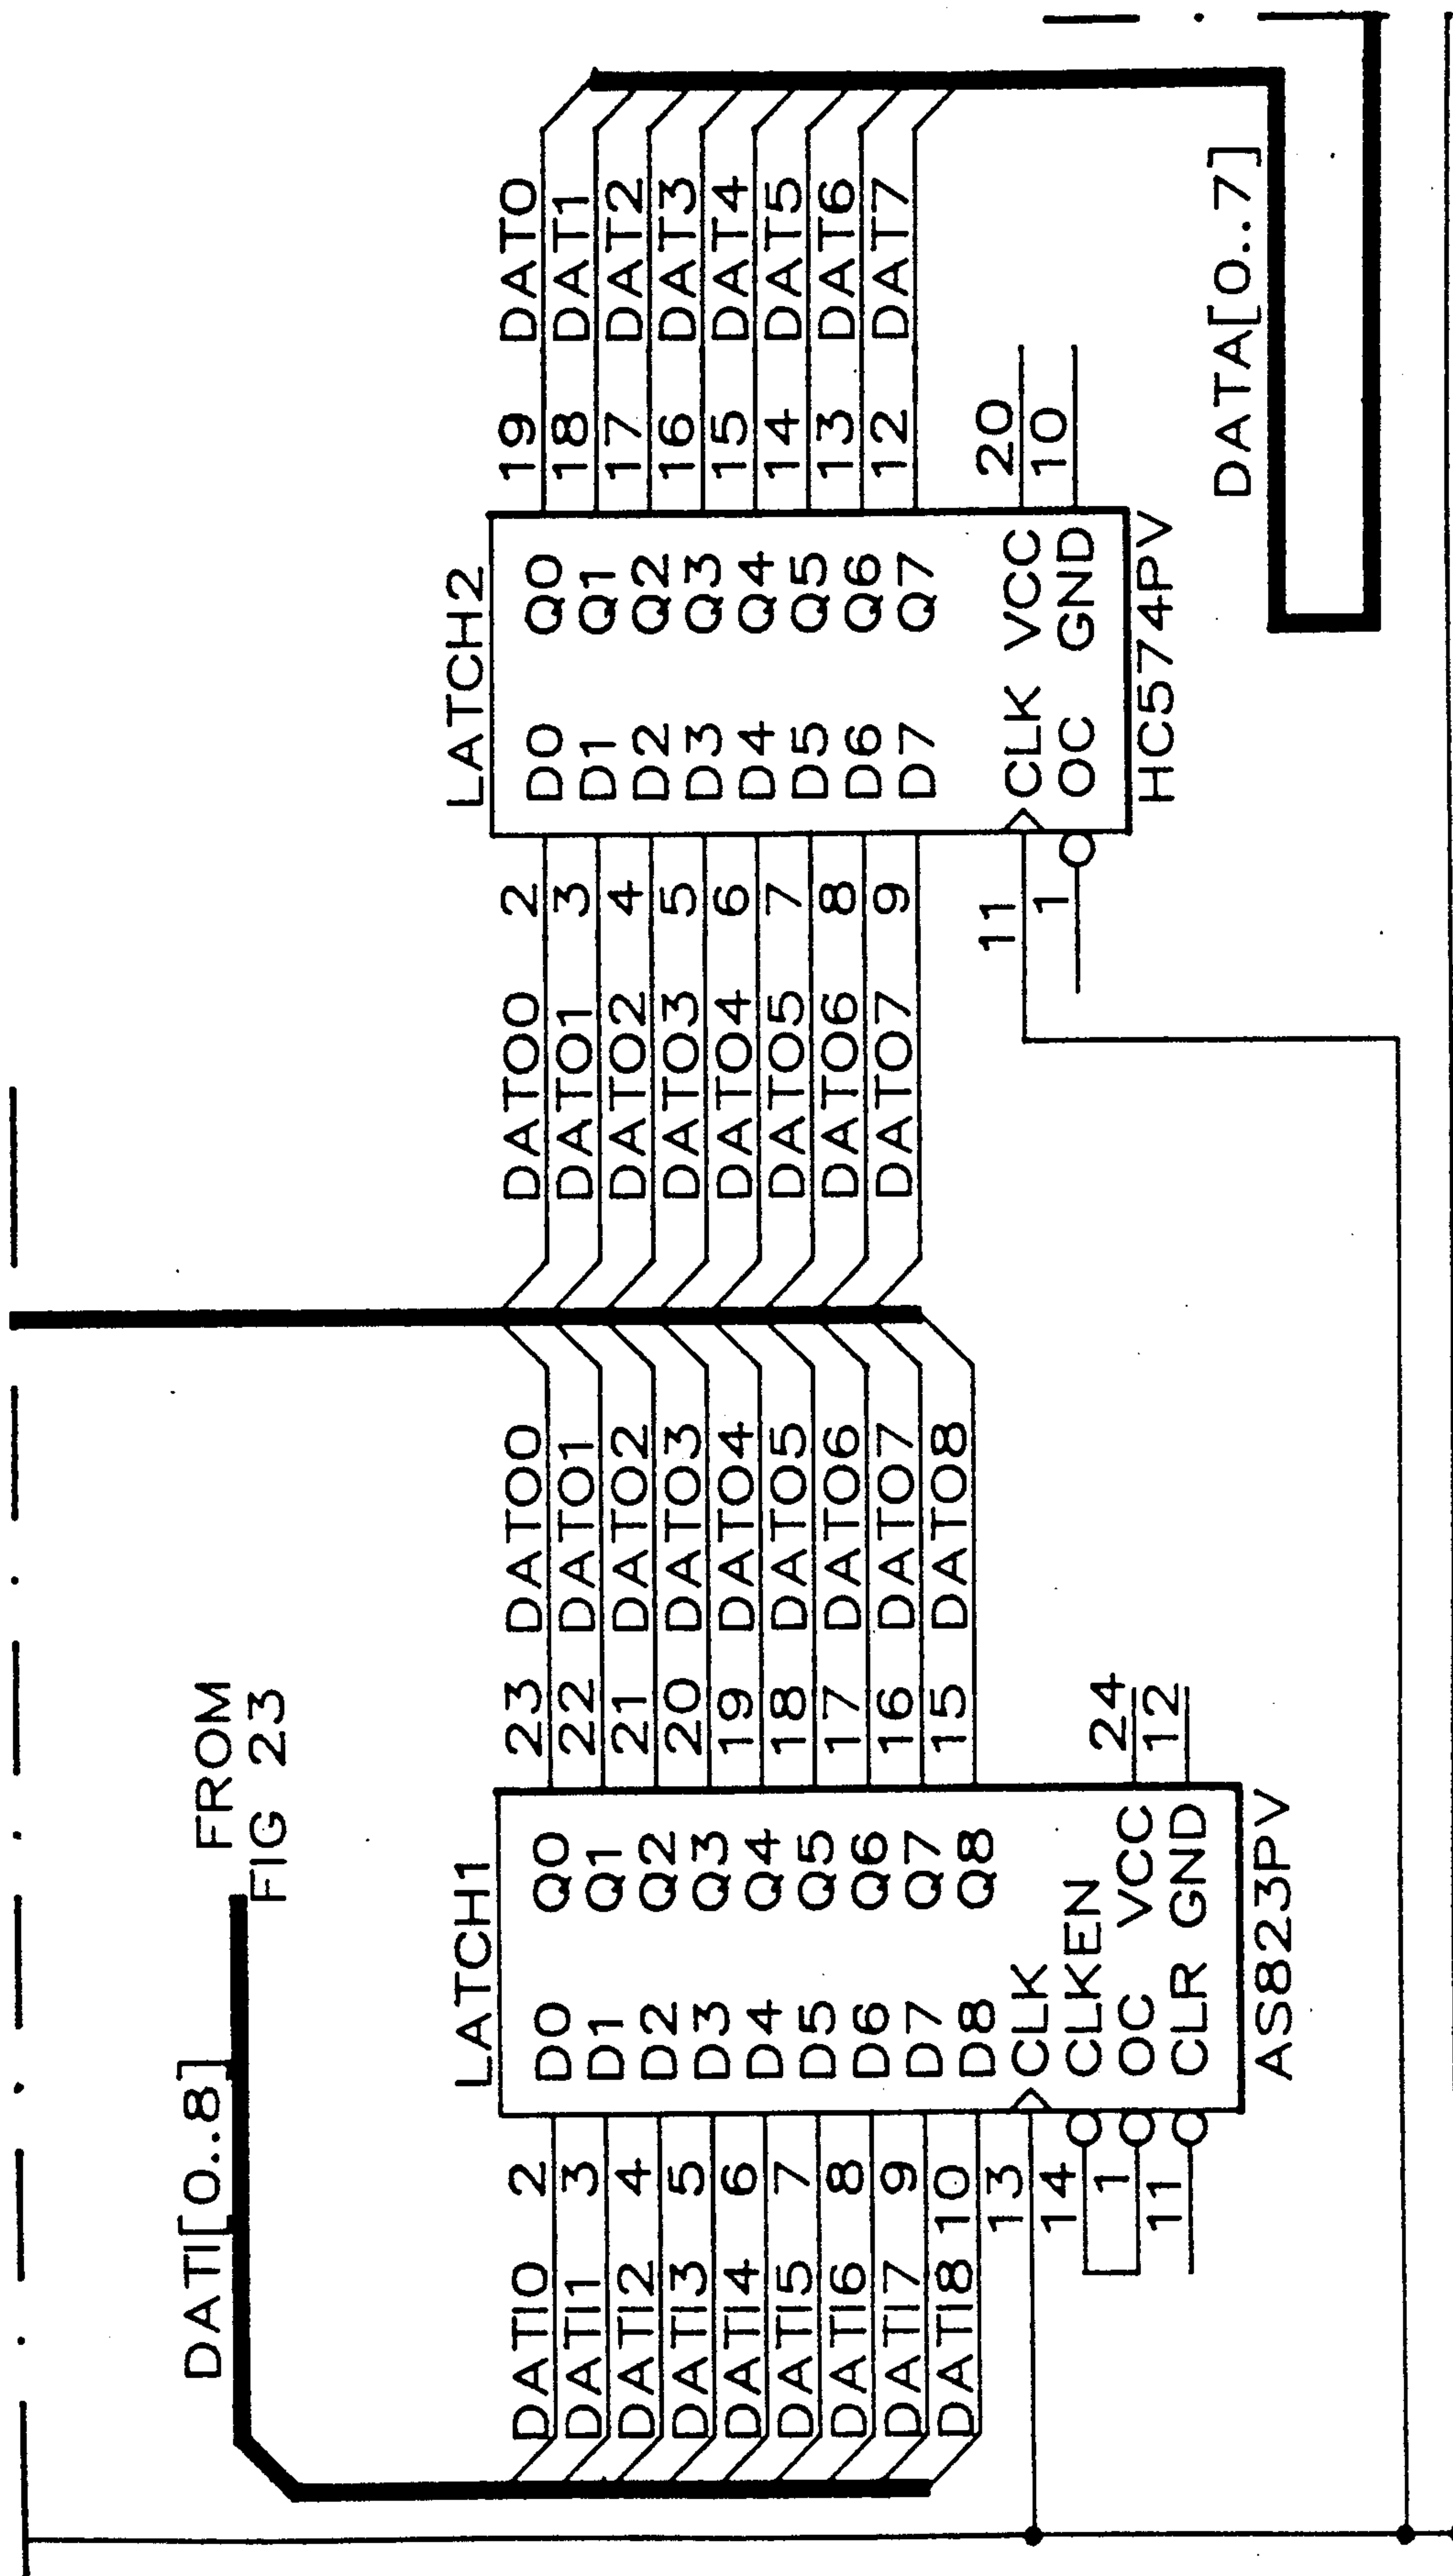 DATI[0..8]
FROM
FIG 23
LATCH1
DATI0 2 D0 Q0 23 DATO0
DATI1 3 D1 Q1 22 DATO1
DATI2 4 D2 Q2 21 DATO2
DATI3 5 D3 Q3 20 DATO3
DATI4 6 D4 Q4 19 DATO4
DATI5 7 D5 Q5 18 DATO5
DATI6 8 D6 Q6 17 DATO6
DATI7 9 D7 Q7 16 DATO7
DATI8 10 D8 Q8 15 DATO8
13 CLK
14 CLKEN
1 OC VCC 24
11 CLR GND 12
AS823PV
LATCH2
DATO0 2 D0 Q0 19 DAT0
DATO1 3 D1 Q1 18 DAT1
DATO2 4 D2 Q2 17 DAT2
DATO3 5 D3 Q3 16 DAT3
DATO4 6 D4 Q4 15 DAT4
DATO5 7 D5 Q5 14 DAT5
DATO6 8 D6 Q6 13 DAT6
DATO7 9 D7 Q7 12 DAT7
11 CLK VCC 20
1 OC GND 10
HC574PV
DATA[0..7]